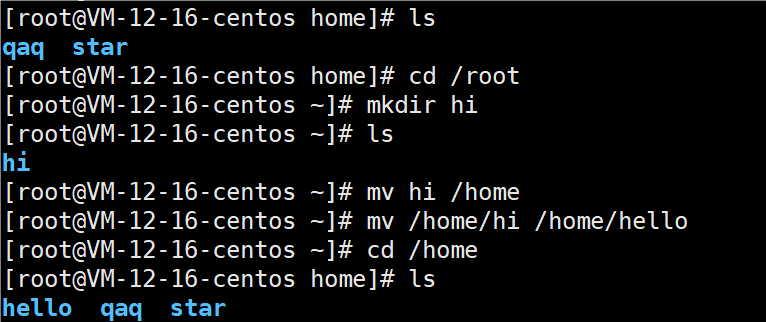 [root@VM-12-16-centos home]# ls
qaq  star
[root@VM-12-16-centos home]# cd /root
[root@VM-12-16-centos ~]# mkdir hi
[root@VM-12-16-centos ~]# ls
hi
[root@VM-12-16-centos ~]# mv hi /home
[root@VM-12-16-centos ~]# mv /home/hi /home/hello
[root@VM-12-16-centos ~]# cd /home
[root@VM-12-16-centos home]# ls
hello  qaq  star